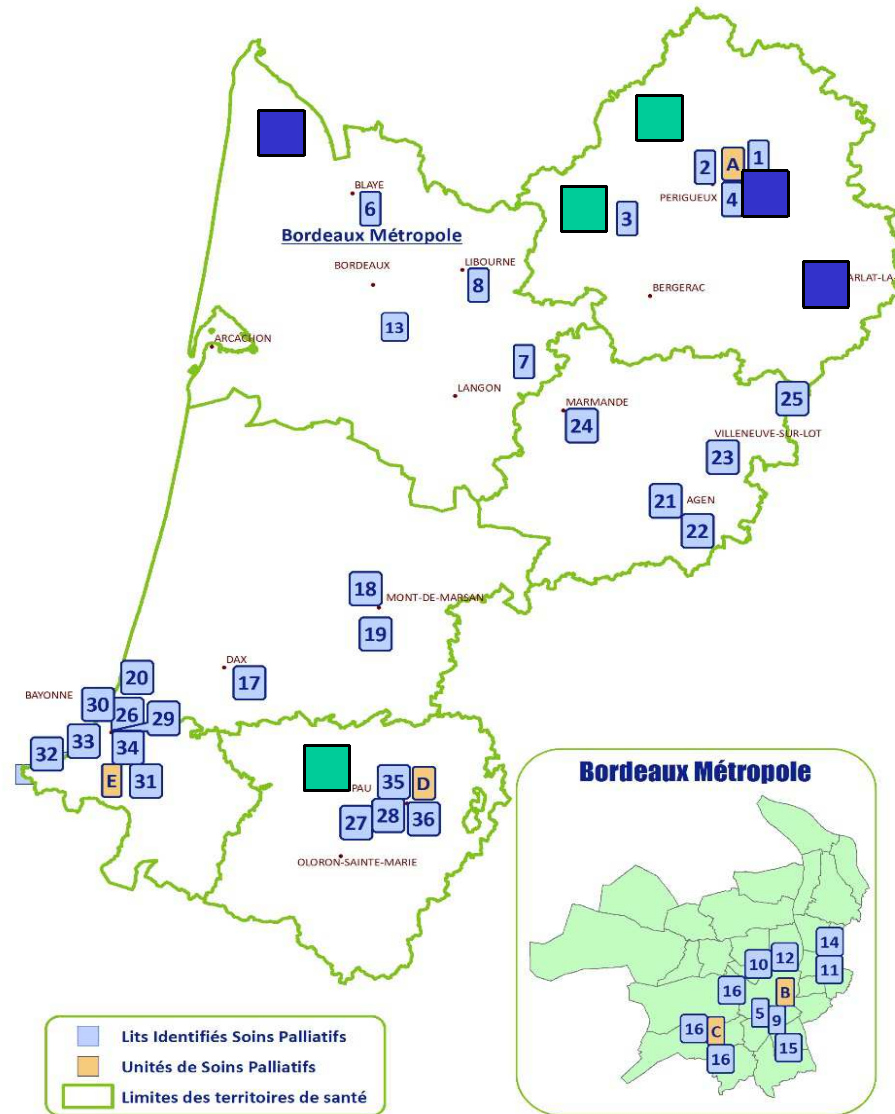 1
2
A
PERIGUEUX
4
3
BLAYE
6
Bordeaux Métropole
LIBOURNE
BORDEAUX
8
BERGERAC
ARLAT-LA-
13
ARCACHON
7
LANGON
MARMANDE
24
25
VILLENEUVE-SUR-LOT
23
21
AGEN
22
18
MONT-DE-MARSAN
19
DAX
17
20
BAYONNE
30
26
29
33
32
34
E
31
35
D
PAU
27
28
36
OLORON-SAINTE-MARIE
Bordeaux Métropole
14
12
10
11
16
B
5
9
16
C
15
16
Lits Identifiés Soins Palliatifs
Unités de Soins Palliatifs
Limites des territoires de santé